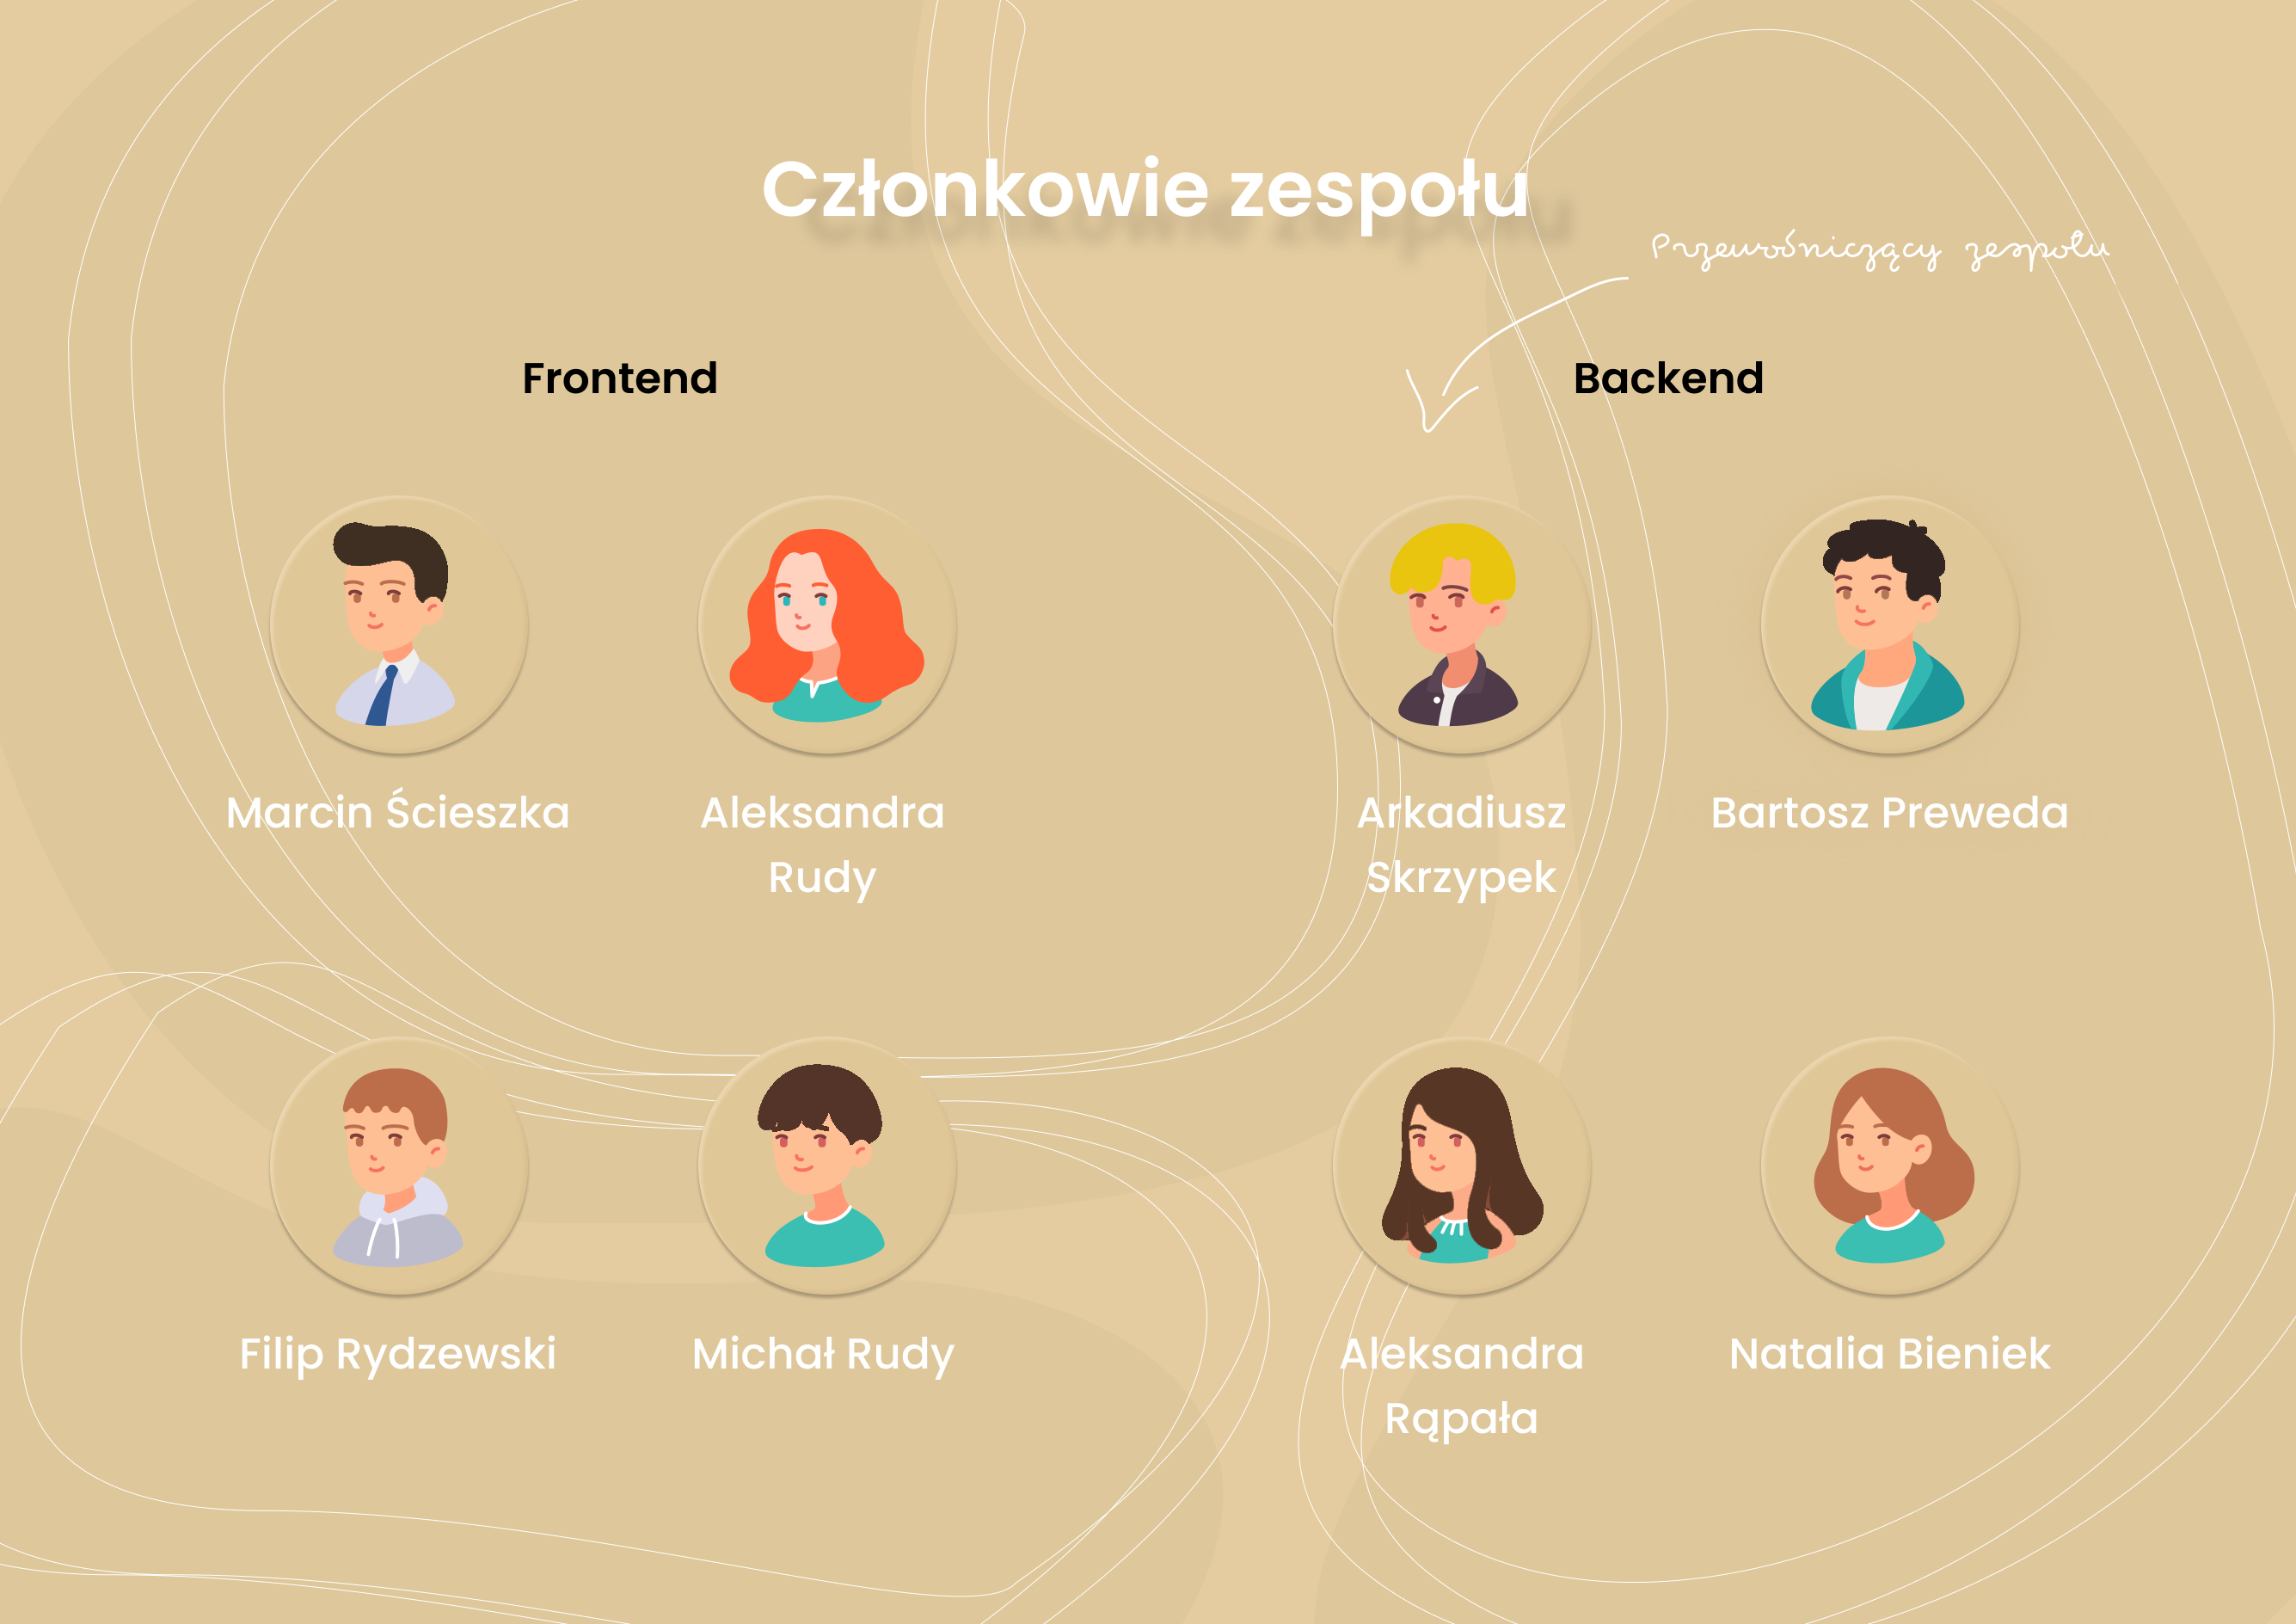 Członkowie zespołu
Przewóśniczący zespołu
Frontend
Backend
Marcin Ścieszka
Aleksandra
Rudy
Arkadiusz
Skrzypek
Bartosz Preweda
Filip Rydzewski
Michał Rudy
Aleksandra
Rąpała
Natalia Bieniek